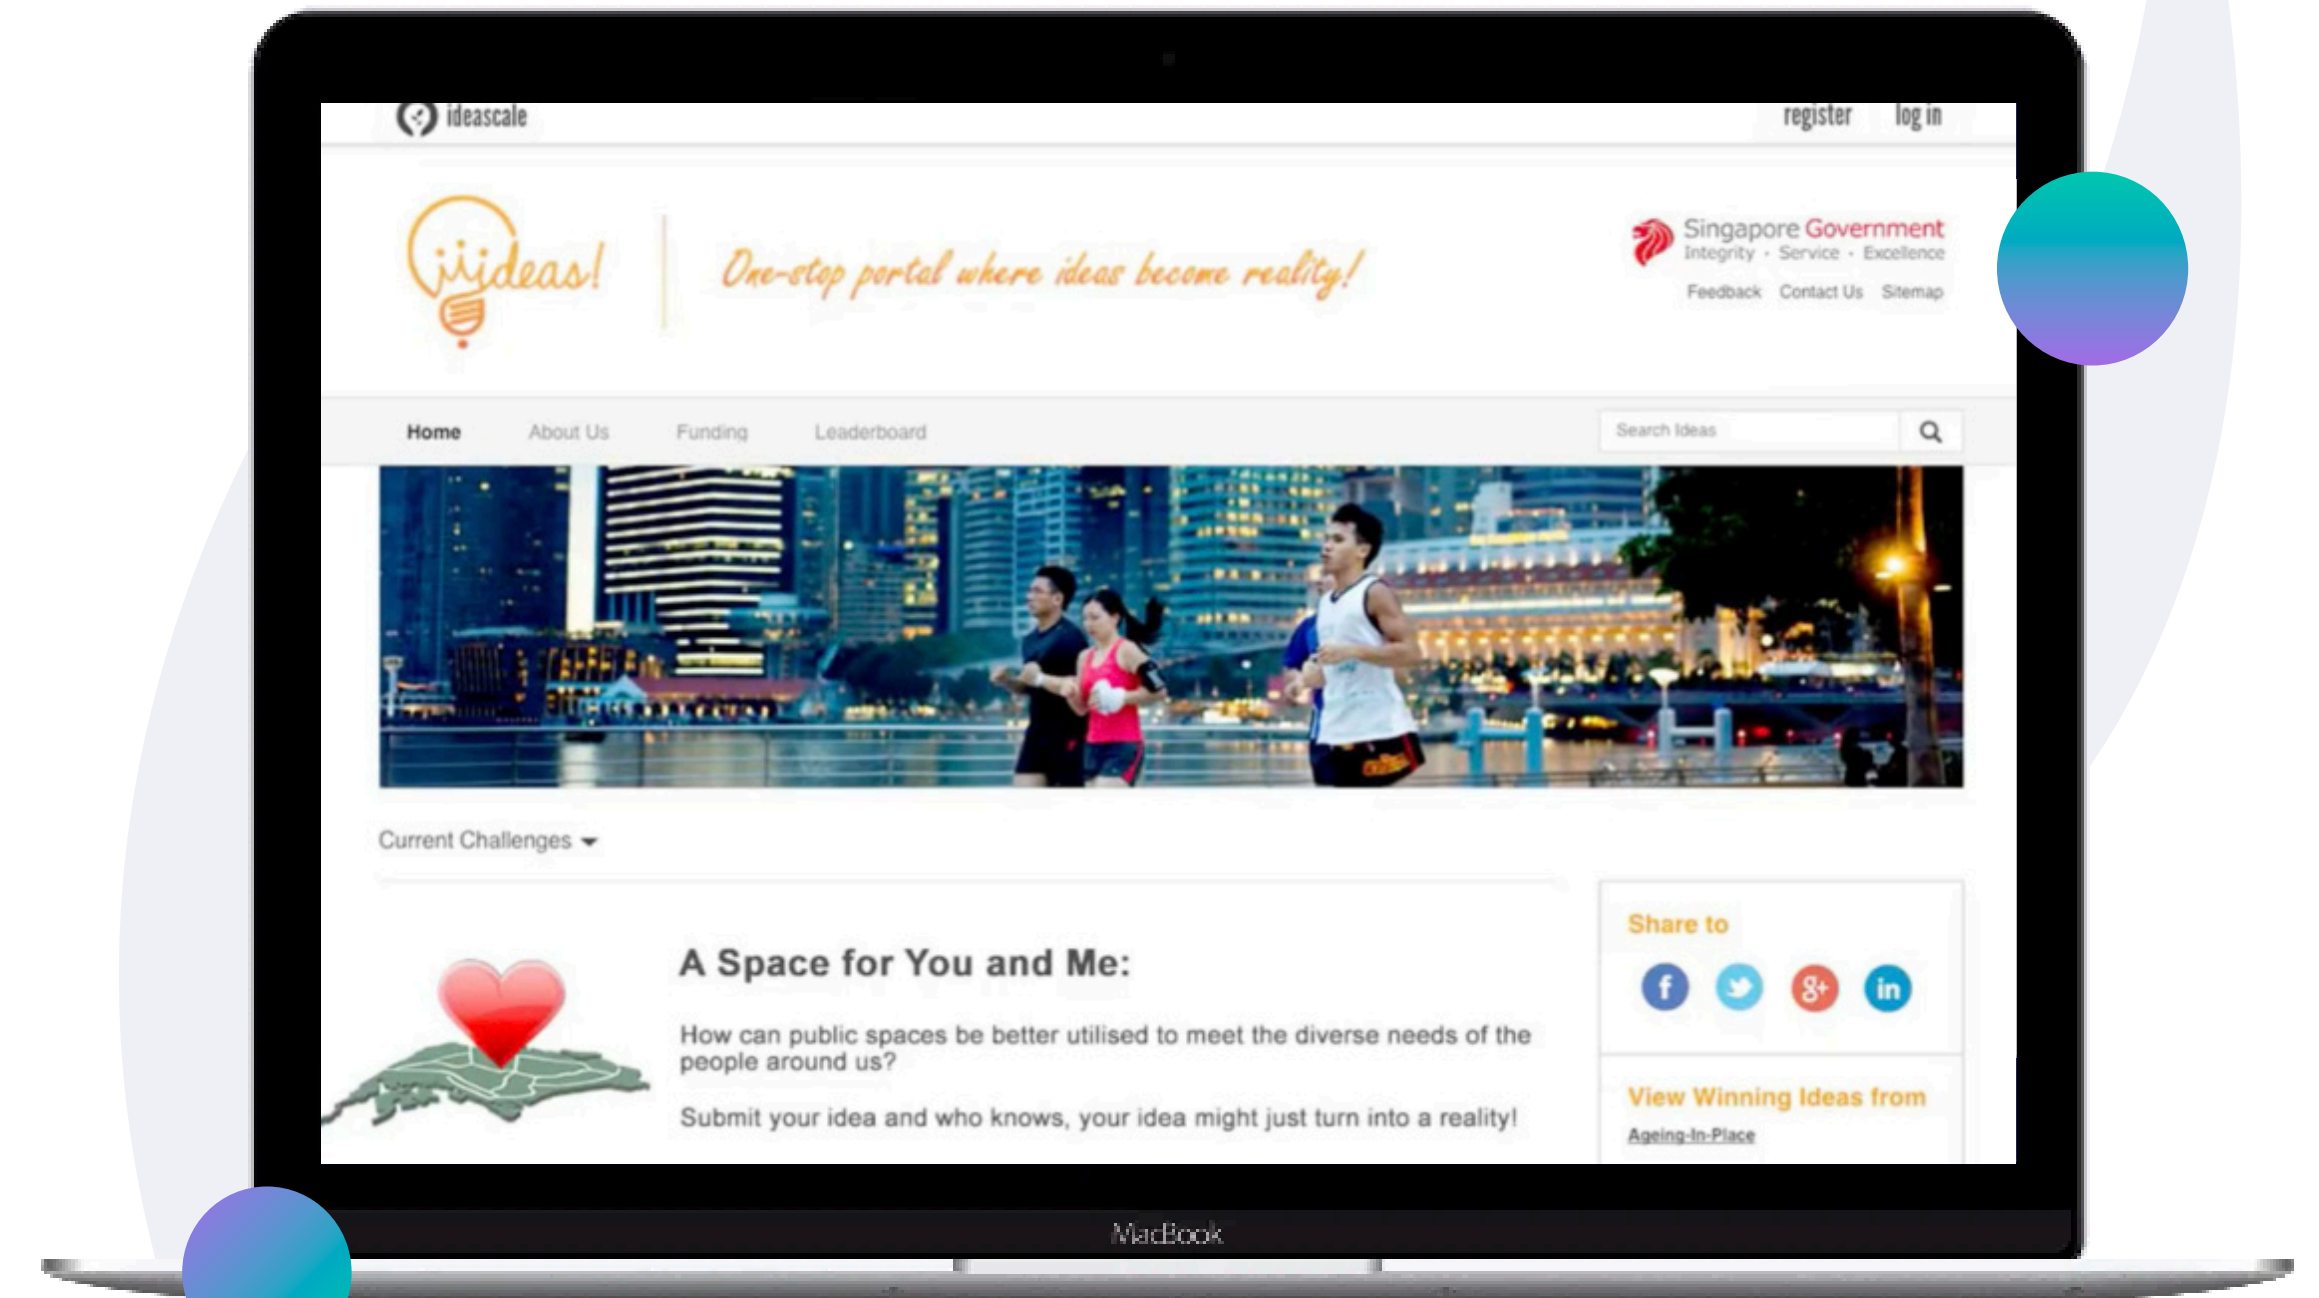 ideascale
register log in
iiideas!
One-stop portal where ideas become reality!
Singapore Government
Integrity · Service · Excellence
Feedback Contact Us Sitemap
Home About Us Funding Leaderboard
Search Ideas
Current Challenges
A Space for You and Me:
How can public spaces be better utilised to meet the diverse needs of the
people around us?
Submit your idea and who knows, your idea might just turn into a reality!
Share to
f g+ in
View Winning Ideas from
Ageing-In-Place
MacBook